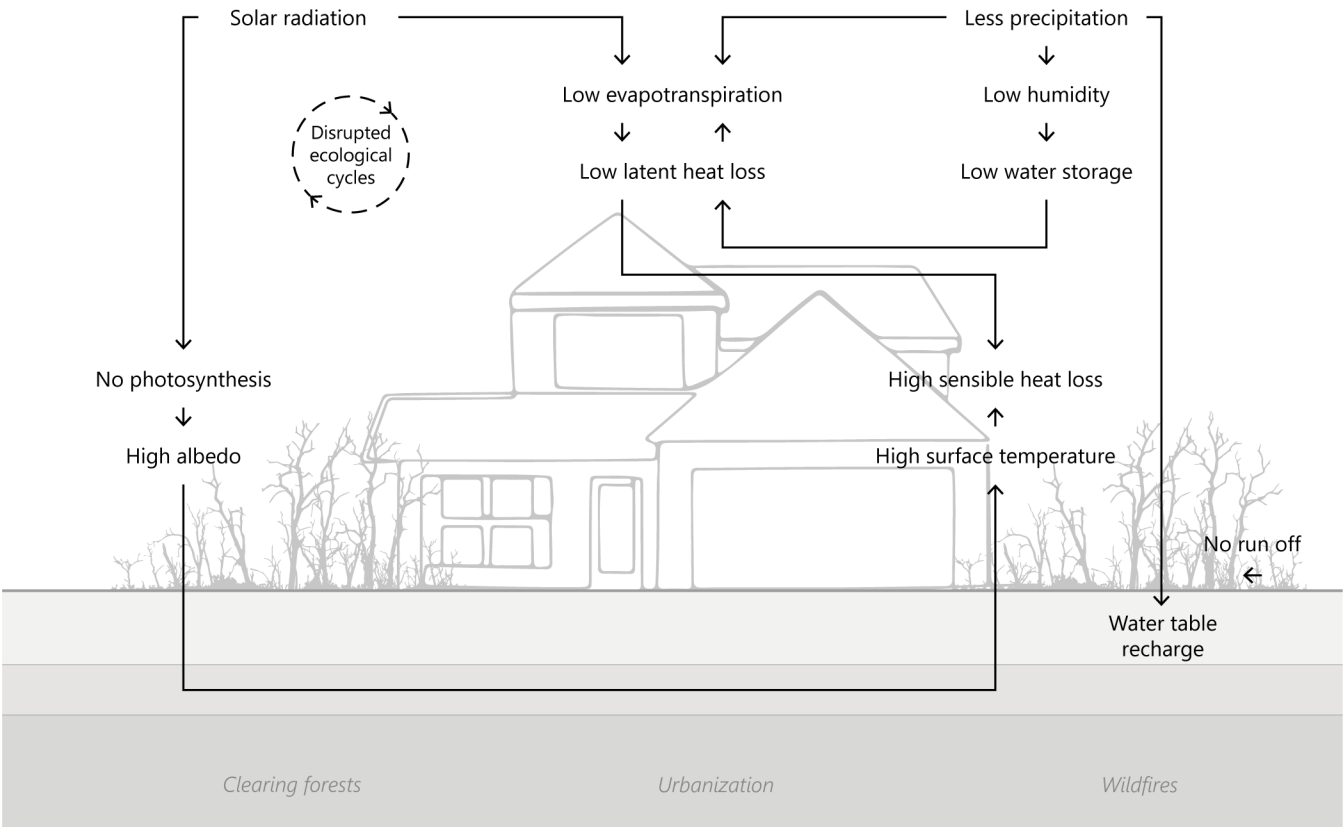 Solar radiation
Less precipitation
Low evapotranspiration
Low humidity
Disrupted
ecological
cycles
Low latent heat loss
Low water storage
No photosynthesis
High sensible heat loss
High albedo
High surface temperature
No run off
Water table
recharge
Clearing forests
Urbanization
Wildfires